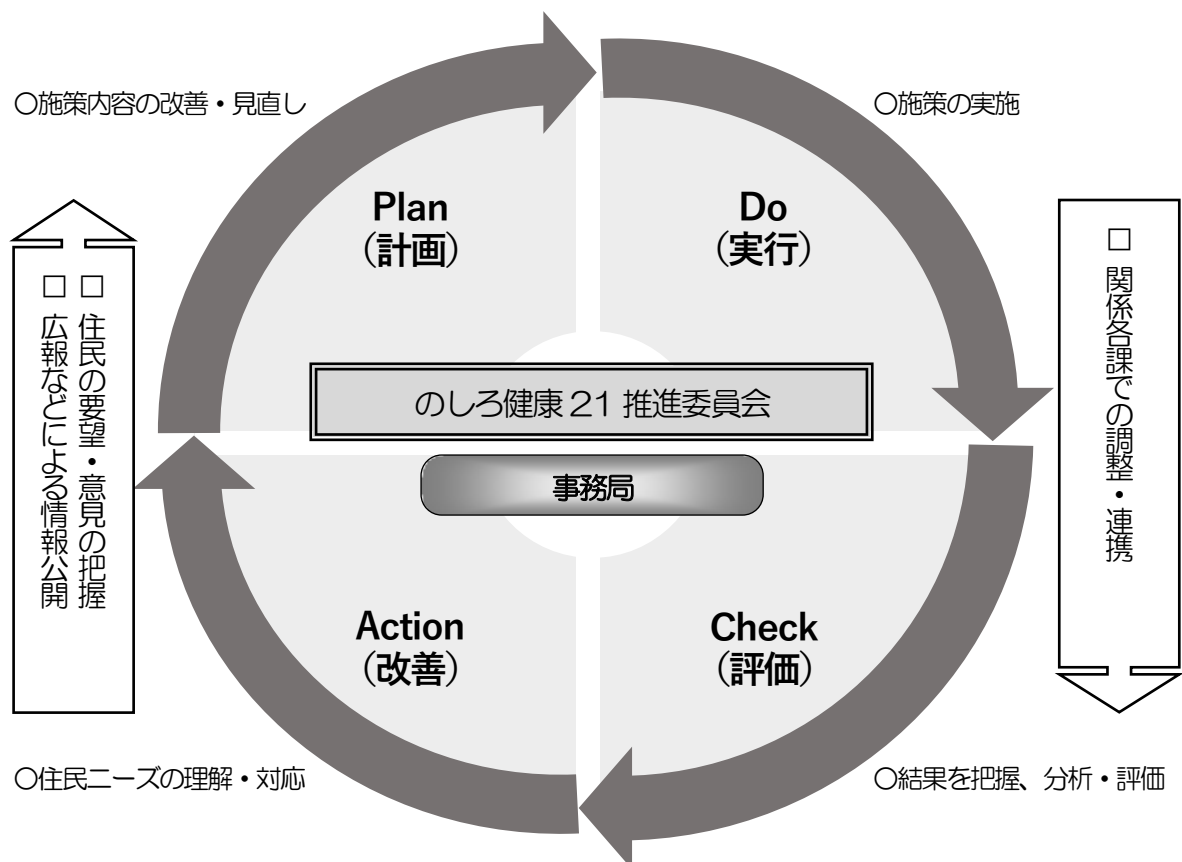 ○施策内容の改善・見直し
○施策の実施
Plan
（計画）
Do
（実行）
□ 住民の要望・意見の把握
□ 広報などによる情報公開
□ 関係各課での調整・連携
のしろ健康21 推進委員会
事務局
Action
（改善）
Check
（評価）
○住民ニーズの理解・対応
○結果を把握、分析・評価